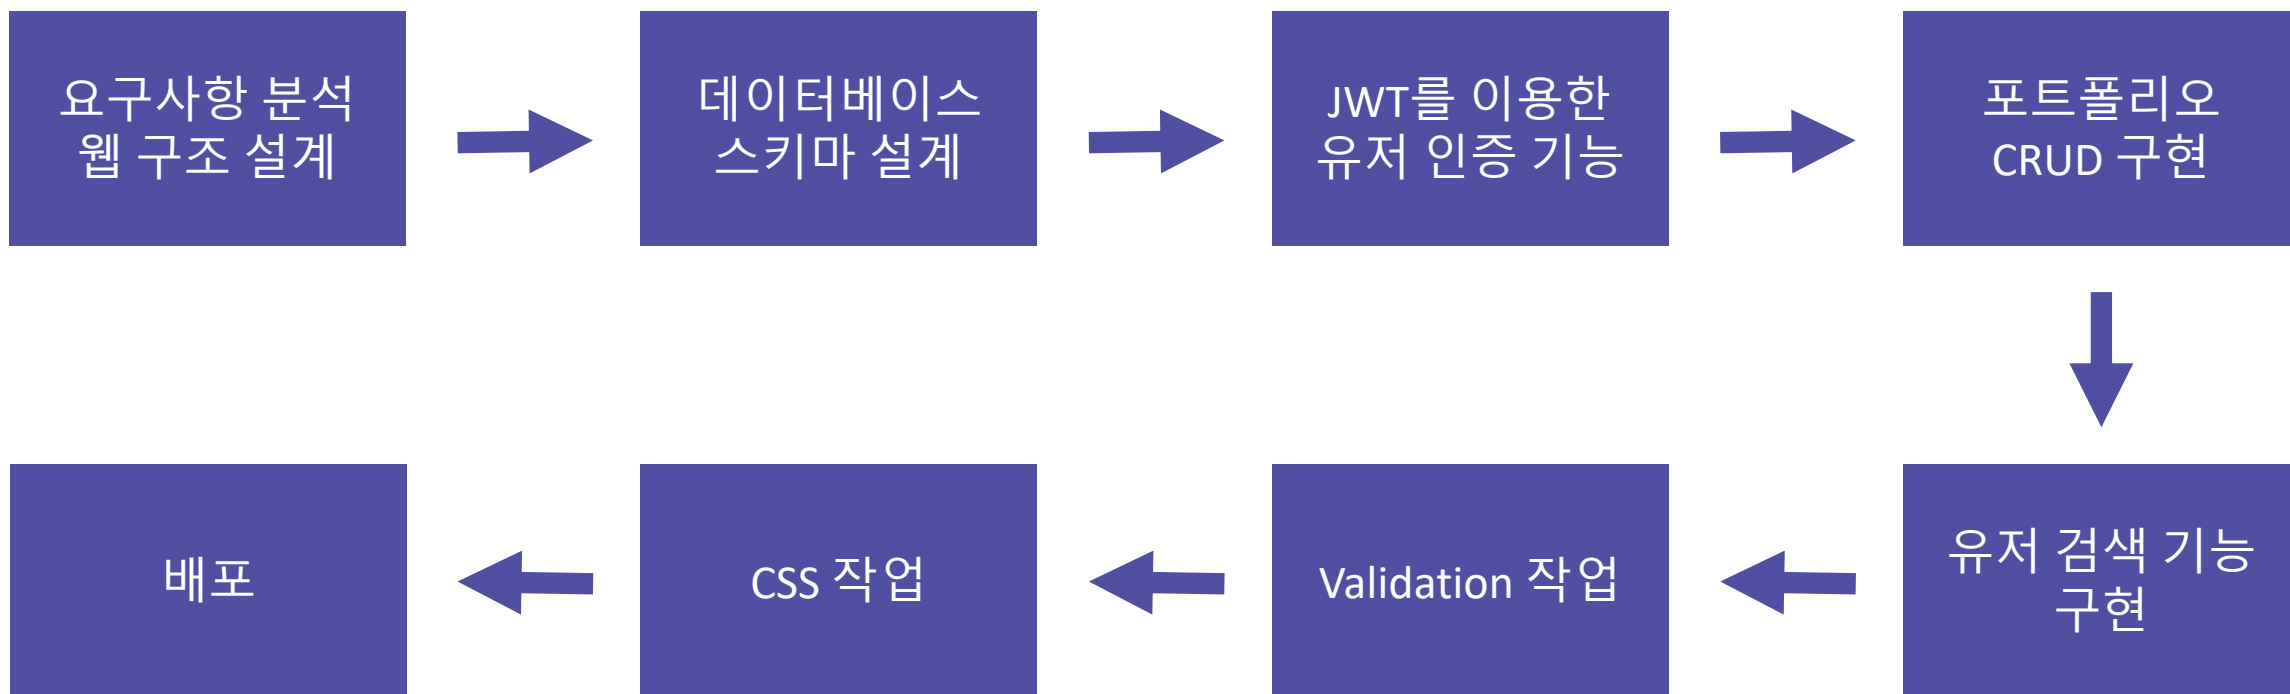 요구사항 분석
웹 구조 설계
데이터베이스
스키마 설계
JWT를 이용한
유저 인증 기능
포트폴리오
CRUD 구현
유저 검색 기능
구현
Validation 작업
CSS 작업
배포